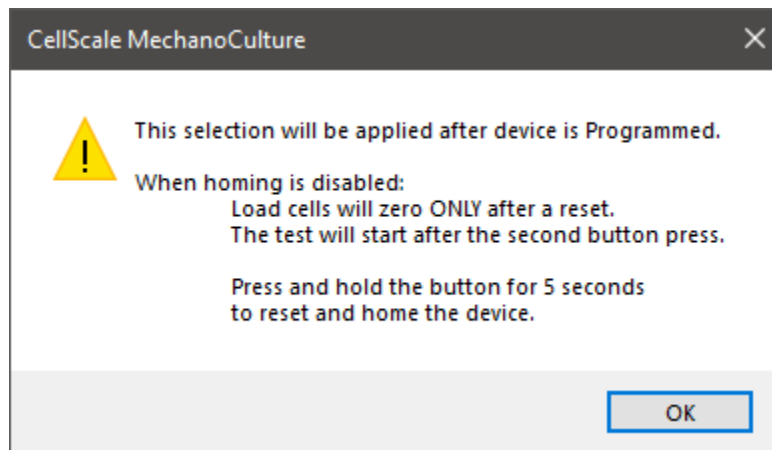 CellScale MechanoCulture
This selection will be applied after device is Programmed.
When homing is disabled:
Load cells will zero ONLY after a reset.
The test will start after the second button press.
Press and hold the button for 5 seconds
to reset and home the device.
OK